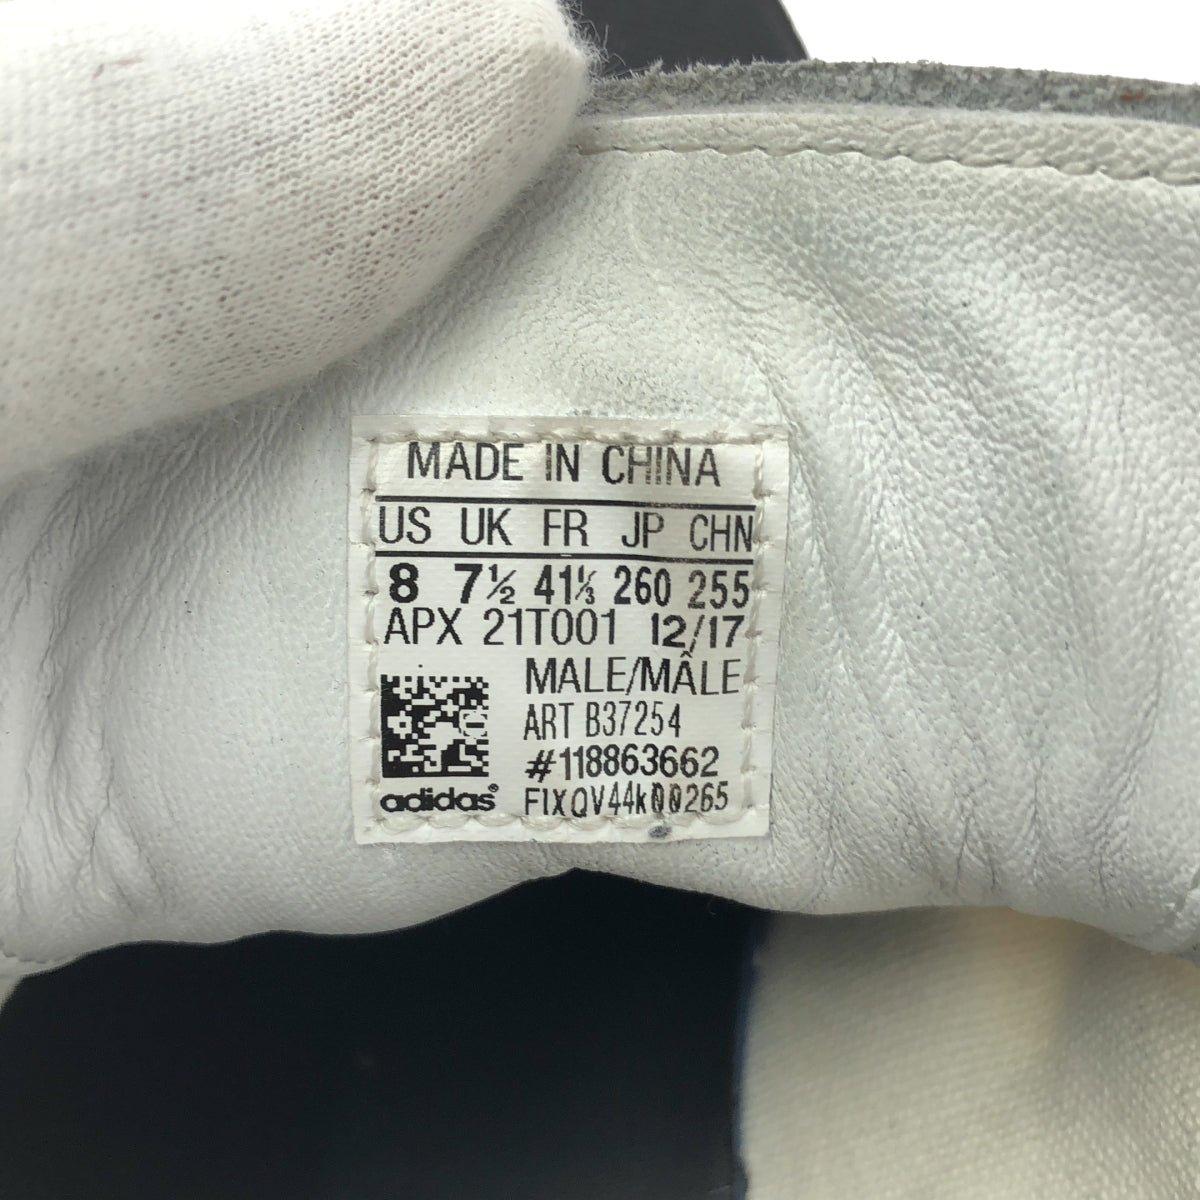 MADE IN CHINA
US UK FR JP CHN
8 7½ 41⅓ 260 255
APX 21T001 12/17
MALE/MÂLE
ART B37254
#118863662
adidas® F1XQV44k00265